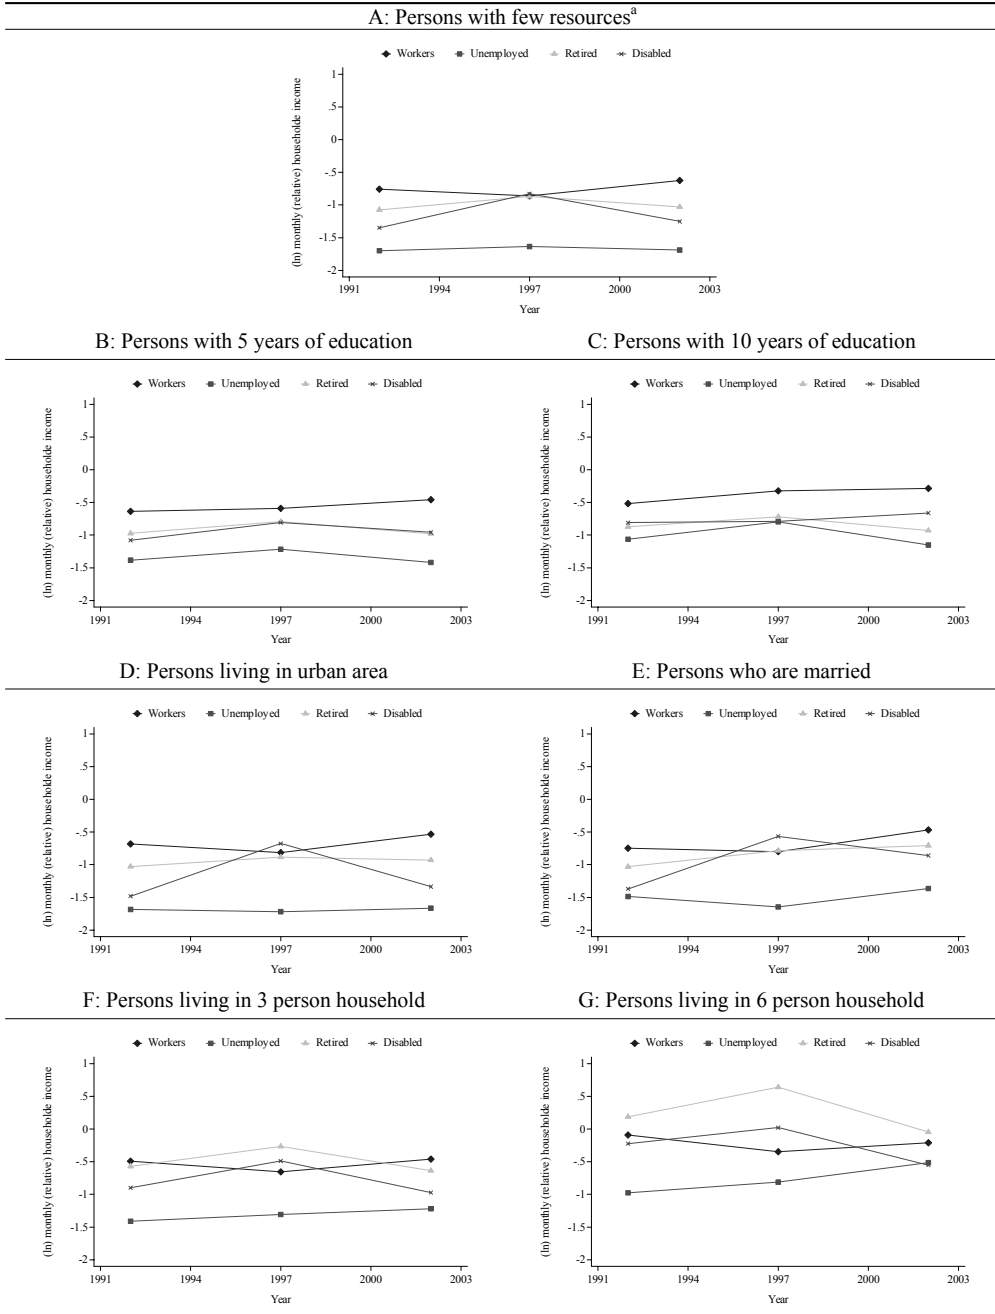 A: Persons with few resourcesa
Workers Unemployed Retired Disabled
(ln) monthly (relative) householde income
1
.5
0
-.5
-1
-1.5
-2
1991 1994 1997 2000 2003
Year
B: Persons with 5 years of education
Workers Unemployed Retired Disabled
(ln) monthly (relative) householde income
1
.5
0
-.5
-1
-1.5
-2
1991 1994 1997 2000 2003
Year
C: Persons with 10 years of education
Workers Unemployed Retired Disabled
(ln) monthly (relative) householde income
1
.5
0
-.5
-1
-1.5
-2
1991 1994 1997 2000 2003
Year
D: Persons living in urban area
Workers Unemployed Retired Disabled
(ln) monthly (relative) householde income
1
.5
0
-.5
-1
-1.5
-2
1991 1994 1997 2000 2003
Year
E: Persons who are married
Workers Unemployed Retired Disabled
(ln) monthly (relative) householde income
1
.5
0
-.5
-1
-1.5
-2
1991 1994 1997 2000 2003
Year
F: Persons living in 3 person household
Workers Unemployed Retired Disabled
(ln) monthly (relative) householde income
1
.5
0
-.5
-1
-1.5
-2
1991 1994 1997 2000 2003
Year
G: Persons living in 6 person household
Workers Unemployed Retired Disabled
(ln) monthly (relative) householde income
1
.5
0
-.5
-1
-1.5
-2
1991 1994 1997 2000 2003
Year